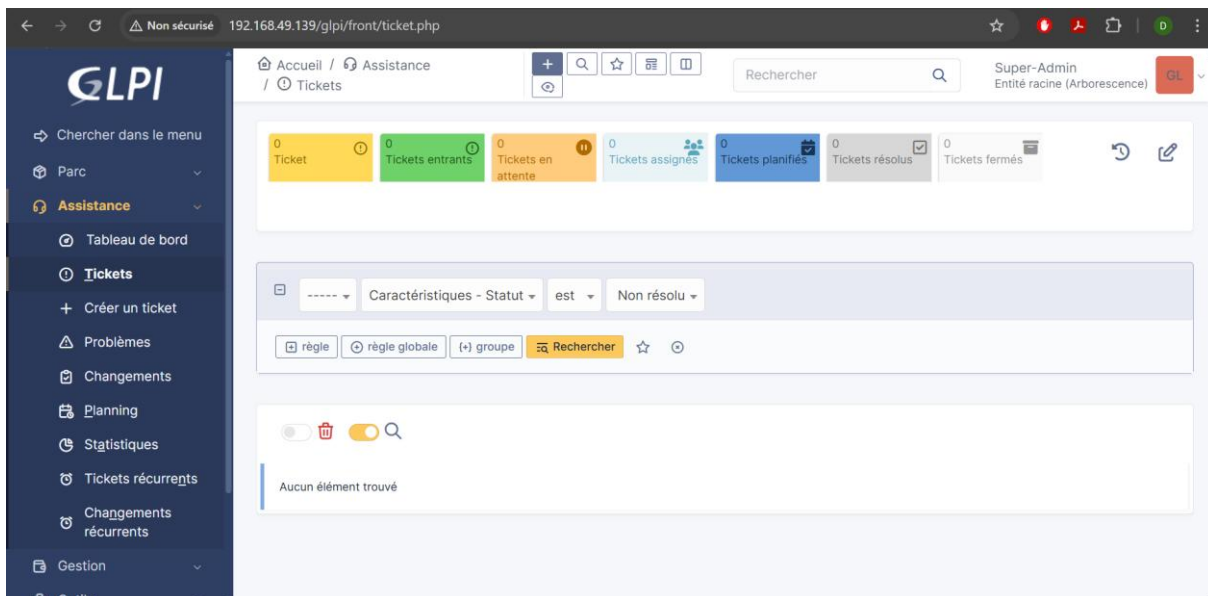 Non sécurisé 192.168.49.139/glpi/front/ticket.php
D
GLPI
Chercher dans le menu
Parc
Assistance
Tableau de bord
Tickets
Créer un ticket
Problèmes
Changements
Planning
Statistiques
Tickets récurrents
Changements
récurrents
Gestion
Accueil / Assistance
/ Tickets
Rechercher
Super-Admin
Entité racine (Arborescence)
GL
0
Ticket
0
Tickets entrants
0
Tickets en
attente
0
Tickets assignés
0
Tickets planifiés
0
Tickets résolus
0
Tickets fermés
----- Caractéristiques - Statut est Non résolu
règle règle globale {+} groupe Rechercher
Aucun élément trouvé